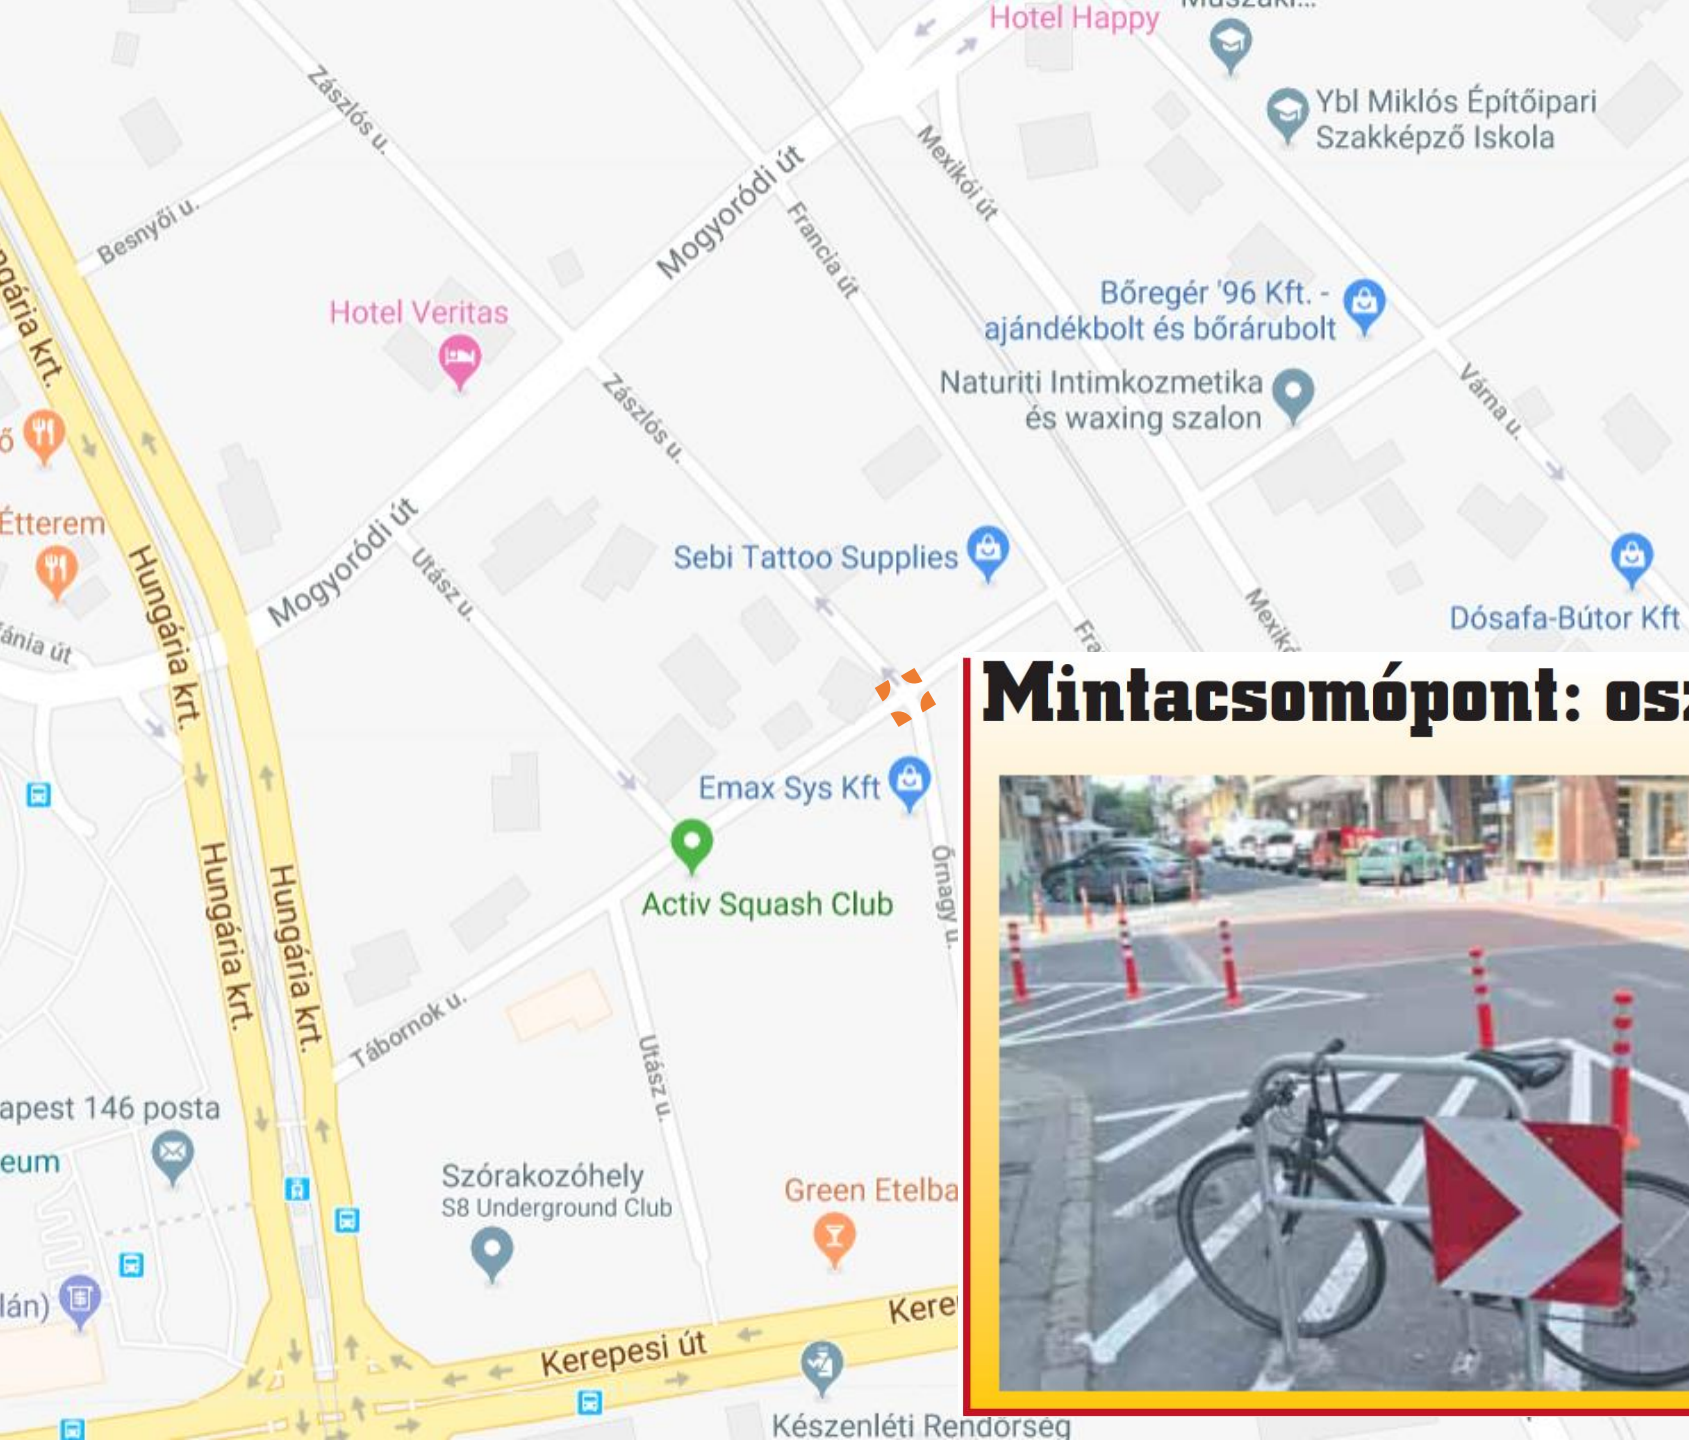 Hotel Happy
Ybl Miklós Építőipari
Szakképző Iskola
Zászlós u.
Mexikói út
Mogyoródi út
Besnyői u.
Francia út
Hotel Veritas
Bőregér '96 Kft. -
ajándékbolt és bőrárubolt
Naturiti Intimkozmetika
és waxing szalon
Zászlós u.
Várna u.
ő
Étterem
Mogyoródi út
Hungária krt.
Utász u.
Sebi Tattoo Supplies
Dósafa-Bútor Kft
Mintacsomópont:
Emax Sys Kft
Hungária krt.
Hungária krt.
Őrnagy u.
Activ Squash Club
Tábornok u.
Utász u.
apest 146 posta
eum
Szórakozóhely
S8 Underground Club
Green Etelba
lán)
Kerepesi út
Kere
Készenléti Rendőrség